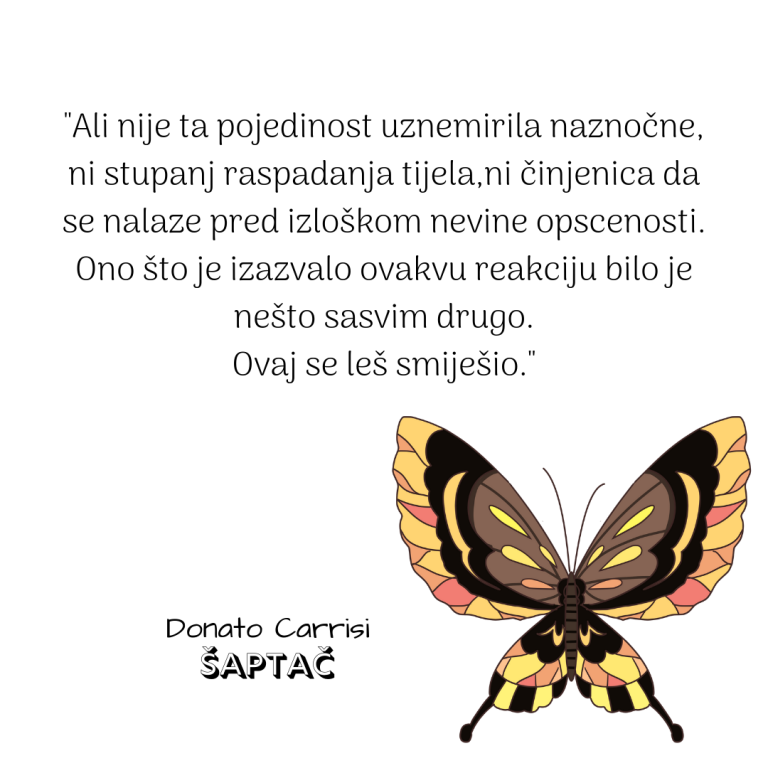 "Ali nije ta pojedinost uznemirila naznočne,
ni stupanj raspadanja tijela,ni činjenica da
se nalaze pred izloškom nevine opscenosti.
Ono što je izazvalo ovakvu reakciju bilo je
nešto sasvim drugo.
Ovaj se leš smiješio."
Donato Carrisi
ŠAPTAČ